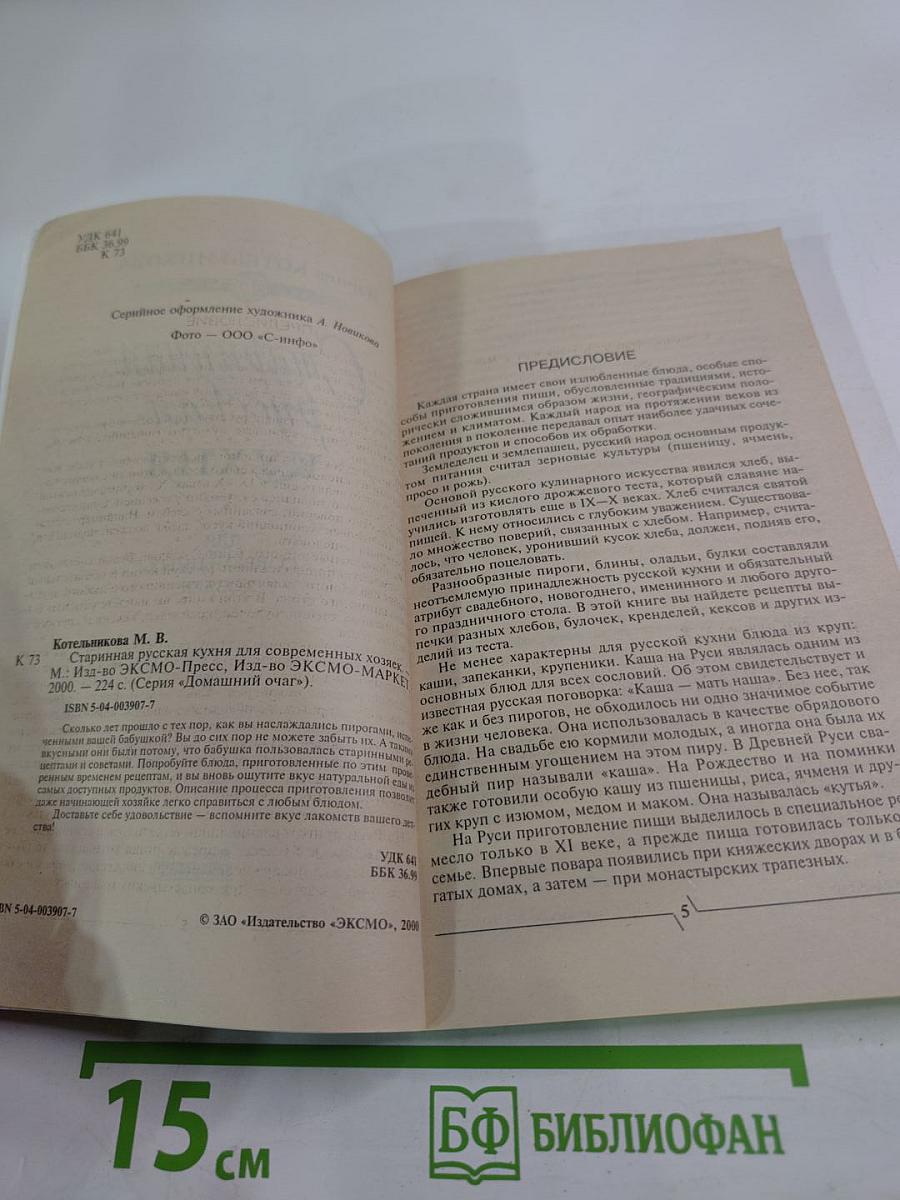 УДК 641
ББК 36.99
К 73
Серийное оформление художника А. Новикова
Фото — ООО «С-инфо»
Котельникова М. В.
К 73 Старинная русская кухня для современных хозяек.
М.: Изд-во ЭКСМО-Пресс, Изд-во ЭКСМО-МАРКЕТ,
2000. — 224 с. (Серия «Домашний очаг»).
ISBN 5-04-003907-7
Сколько лет прошло с тех пор, как вы наслаждались пирогами, испе-
ченными вашей бабушкой? Вы до сих пор не можете забыть их. А такими
вкусными они были потому, что бабушка пользовалась старинными ре-
цептами и советами. Попробуйте блюда, приготовленные по этим прове-
ренным временем рецептам, и вы вновь ощутите вкус натуральной еды из
самых доступных продуктов. Описание процесса приготовления позволит
даже начинающей хозяйке легко справиться с любым блюдом.
Доставьте себе удовольствие — вспомните вкус лакомств вашего дет-
ства!
УДК 641
ББК 36.99
BN 5-04-003907-7
© ЗАО «Издательство «ЭКСМО», 2000
ПРЕДИСЛОВИЕ
Каждая страна имеет свои излюбленные блюда, особые спо-
собы приготовления пищи, обусловленные традициями, исто-
рически сложившимся образом жизни, географическим поло-
жением и климатом. Каждый народ на протяжении веков из
поколения в поколение передавал опыт наиболее удачных соче-
таний продуктов и способов их обработки.
Земледелец и землепашец, русский народ основным продук-
том питания считал зерновые культуры (пшеницу, ячмень,
просо и рожь).
Основой русского кулинарного искусства явился хлеб, вы-
печенный из кислого дрожжевого теста, который славяне на-
учились изготовлять еще в IX—X веках. Хлеб считался святой
пищей. К нему относились с глубоким уважением. Существова-
ло множество поверий, связанных с хлебом. Например, счита-
лось, что человек, уронивший кусок хлеба, должен, подняв его,
обязательно поцеловать.
Разнообразные пироги, блины, оладьи, булки составляли
неотъемлемую принадлежность русской кухни и обязательный
атрибут свадебного, новогоднего, именинного и любого друго-
го праздничного стола. В этой книге вы найдете рецепты вы-
печки разных хлебов, булочек, кренделей, кексов и других из-
делий из теста.
Не менее характерны для русской кухни блюда из круп:
каши, запеканки, крупеники. Каша на Руси являлась одним из
основных блюд для всех сословий. Об этом свидетельствует и
известная русская поговорка: «Каша — мать наша». Без нее, так
же как и без пирогов, не обходилось ни одно значимое событие
в жизни человека. Она использовалась в качестве обрядового
блюда. На свадьбе ею кормили молодых, а иногда она была их
единственным угощением на этом пиру. В Древней Руси сва-
дебный пир называли «каша». На Рождество и на поминки
также готовили особую кашу из пшеницы, риса, ячменя и дру-
гих круп с изюмом, медом и маком. Она называлась «кутья».
На Руси приготовление пищи выделилось в специальное ре
месло только в XI веке, а прежде пища готовилась только
семье. Впервые повара появились при княжеских дворах и в б
гатых домах, а затем — при монастырских трапезных.
5
15 см
БФ БИБЛИОФАН